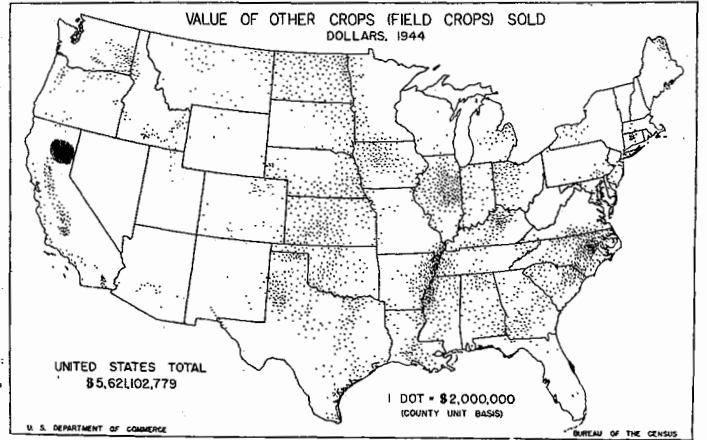 VALUE OF OTHER CROPS (FIELD CROPS) SOLD
DOLLARS, 1944
UNITED STATES TOTAL
$5,621,102,779
1 DOT = $2,000,000
(COUNTY UNIT BASIS)
U. S. DEPARTMENT OF COMMERCE
BUREAU OF THE CENSUS